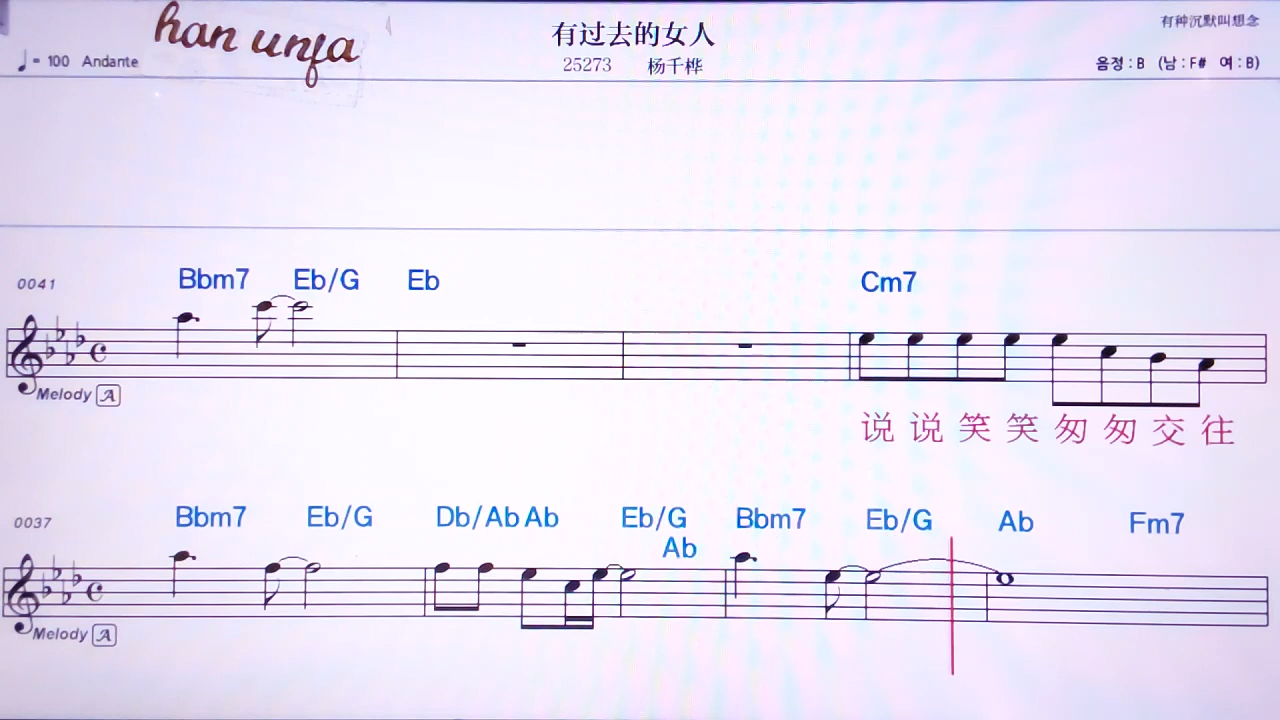 han unfa
有过去的女人
有种沉默叫想念
♩= 100 Andante
25273 杨千桦
음정 : B (남 : F# 여 : B)
0041 Bbm7 Eb/G Eb Cm7
Melody A
说 说 笑 笑 匆 匆 交 往
0037 Bbm7 Eb/G Db/Ab Ab Eb/G Bbm7 Eb/G Ab Fm7
Ab
Melody A